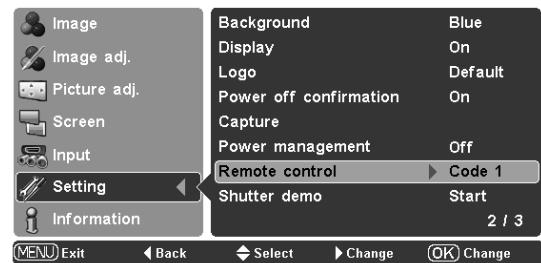 Image
Image adj.
Picture adj.
Screen
Input
Setting
Information
Background Blue
Display On
Logo Default
Power off confirmation On
Capture
Power management Off
Remote control Code 1
Shutter demo Start
2 / 3
MENU Exit Back Select Change OK Change